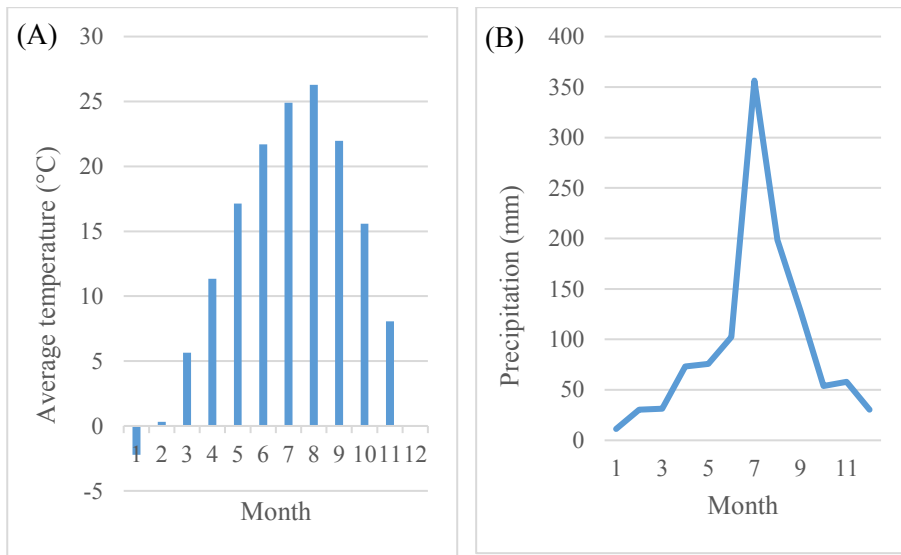 (A)
30
25
20
15
10
5
0
-5
Average temperature (°C)
1 2 3 4 5 6 7 8 9 10 11 12
Month
(B)
400
350
300
250
200
150
100
50
0
Precipitation (mm)
1 3 5 7 9 11
Month